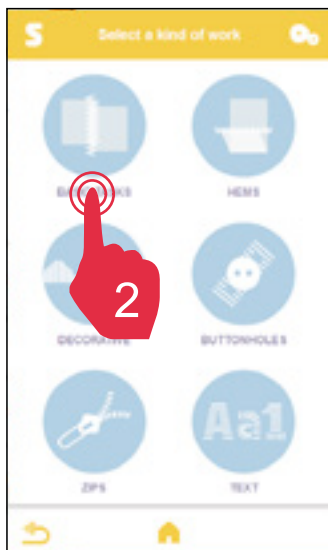 S Select a kind of work
HEMS
2
DECORATIVE BUTTONHOLES
Aa1
ZIPS TEXT